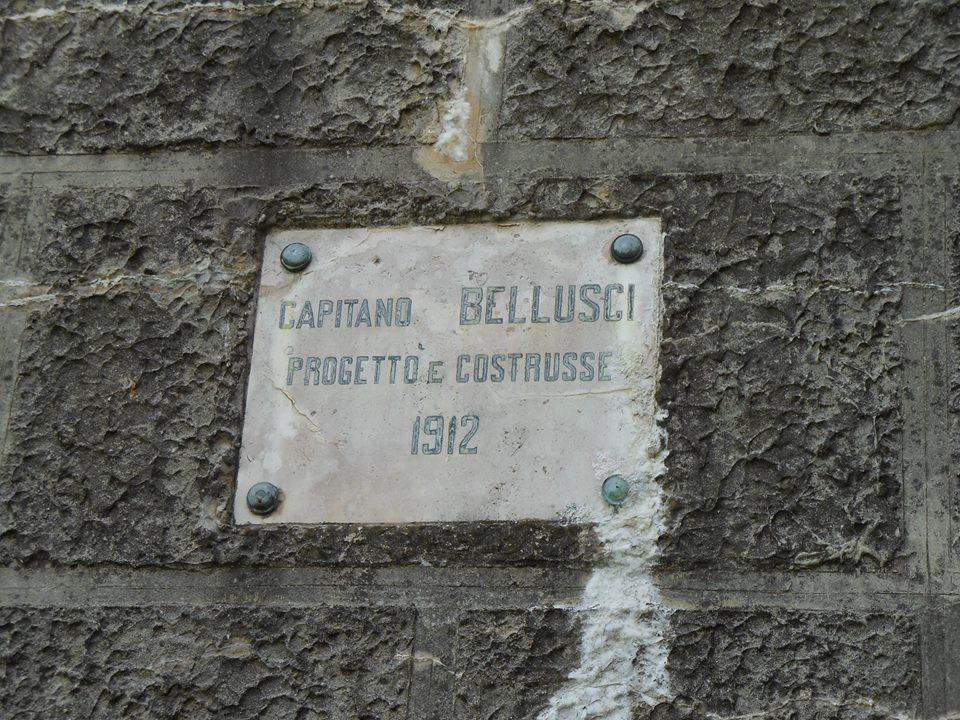 CAPITANO BELLUSCI
PROGETTO E COSTRUSSE
1912